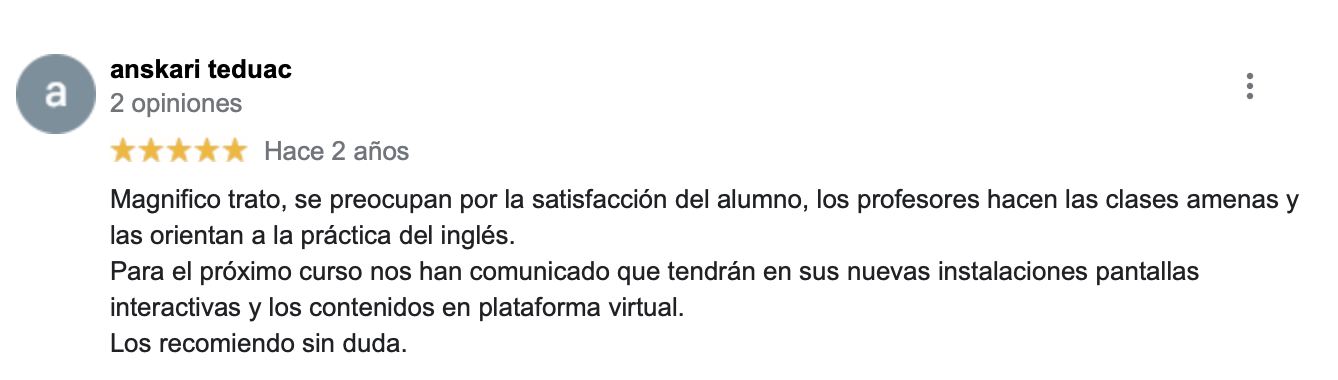 a
anskari teduac
2 opiniones
Hace 2 años
Magnifico trato, se preocupan por la satisfacción del alumno, los profesores hacen las clases amenas y
las orientan a la práctica del inglés.
Para el próximo curso nos han comunicado que tendrán en sus nuevas instalaciones pantallas
interactivas y los contenidos en plataforma virtual.
Los recomiendo sin duda.